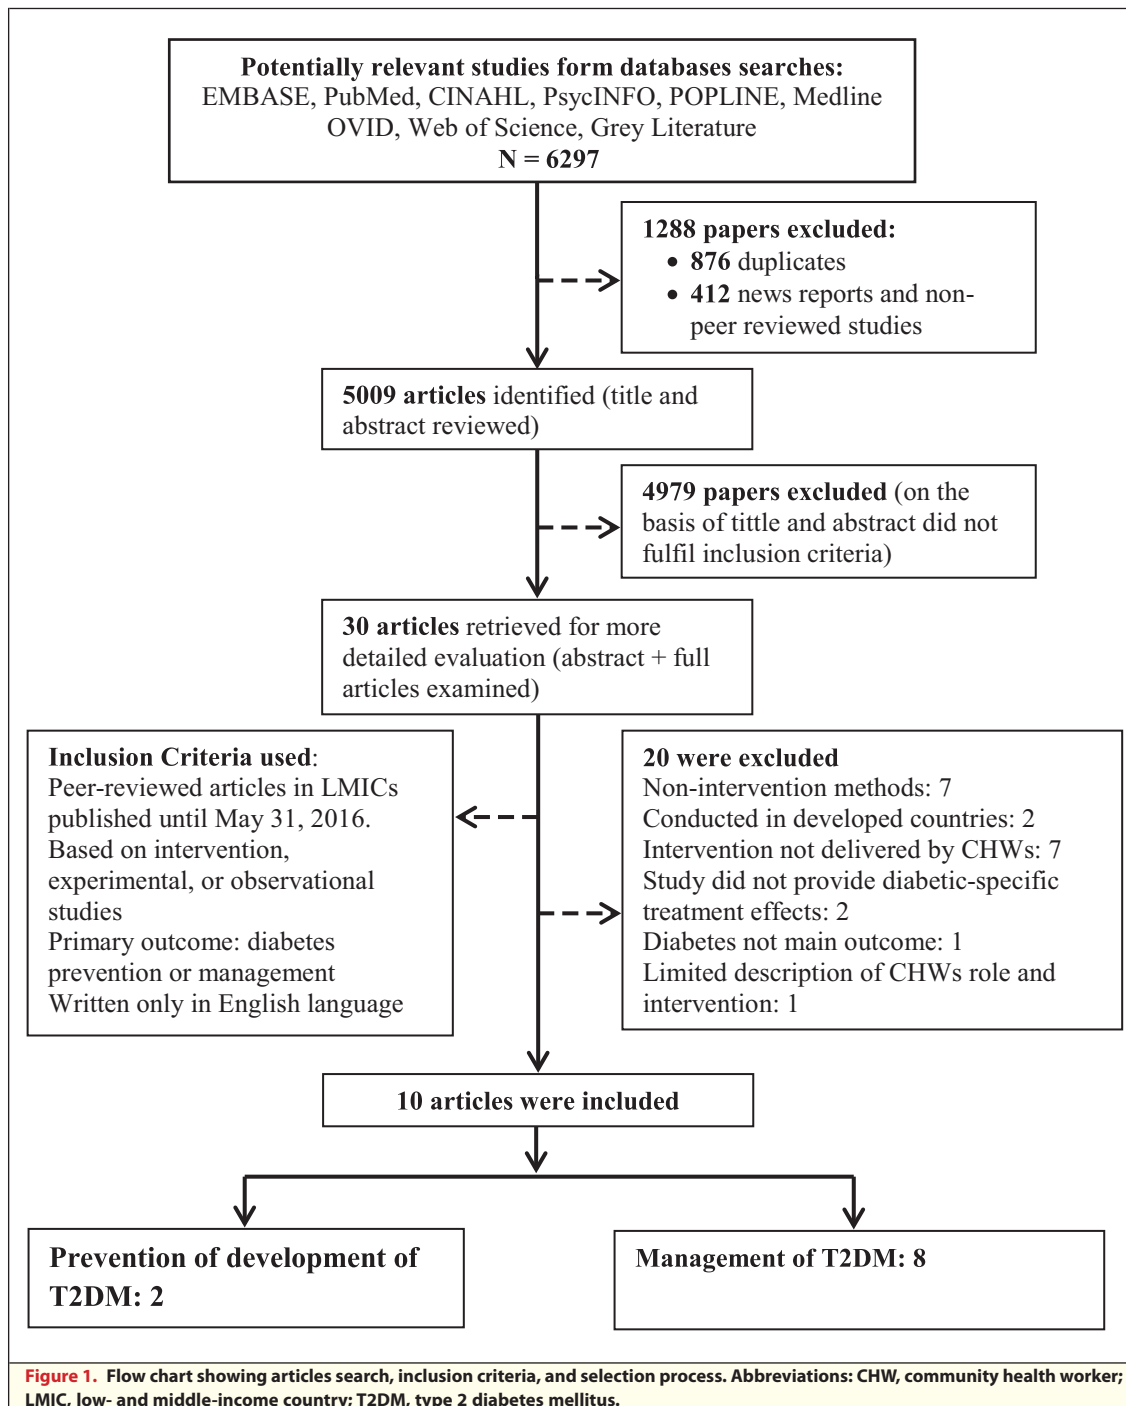 Potentially relevant studies form databases searches:
EMBASE, PubMed, CINAHL, PsycINFO, POPLINE, Medline
OVID, Web of Science, Grey Literature
N = 6297
1288 papers excluded:
• 876 duplicates
• 412 news reports and non-
peer reviewed studies
5009 articles identified (title and
abstract reviewed)
4979 papers excluded (on the
basis of tittle and abstract did not
fulfil inclusion criteria)
30 articles retrieved for more
detailed evaluation (abstract + full
articles examined)
Inclusion Criteria used:
Peer-reviewed articles in LMICs
published until May 31, 2016.
Based on intervention,
experimental, or observational
studies
Primary outcome: diabetes
prevention or management
Written only in English language
20 were excluded
Non-intervention methods: 7
Conducted in developed countries: 2
Intervention not delivered by CHWs: 7
Study did not provide diabetic-specific
treatment effects: 2
Diabetes not main outcome: 1
Limited description of CHWs role and
intervention: 1
10 articles were included
Prevention of development of
T2DM: 2
Management of T2DM: 8
Figure 1. Flow chart showing articles search, inclusion criteria, and selection process. Abbreviations: CHW, community health worker;
LMIC, low- and middle-income country; T2DM, type 2 diabetes mellitus.